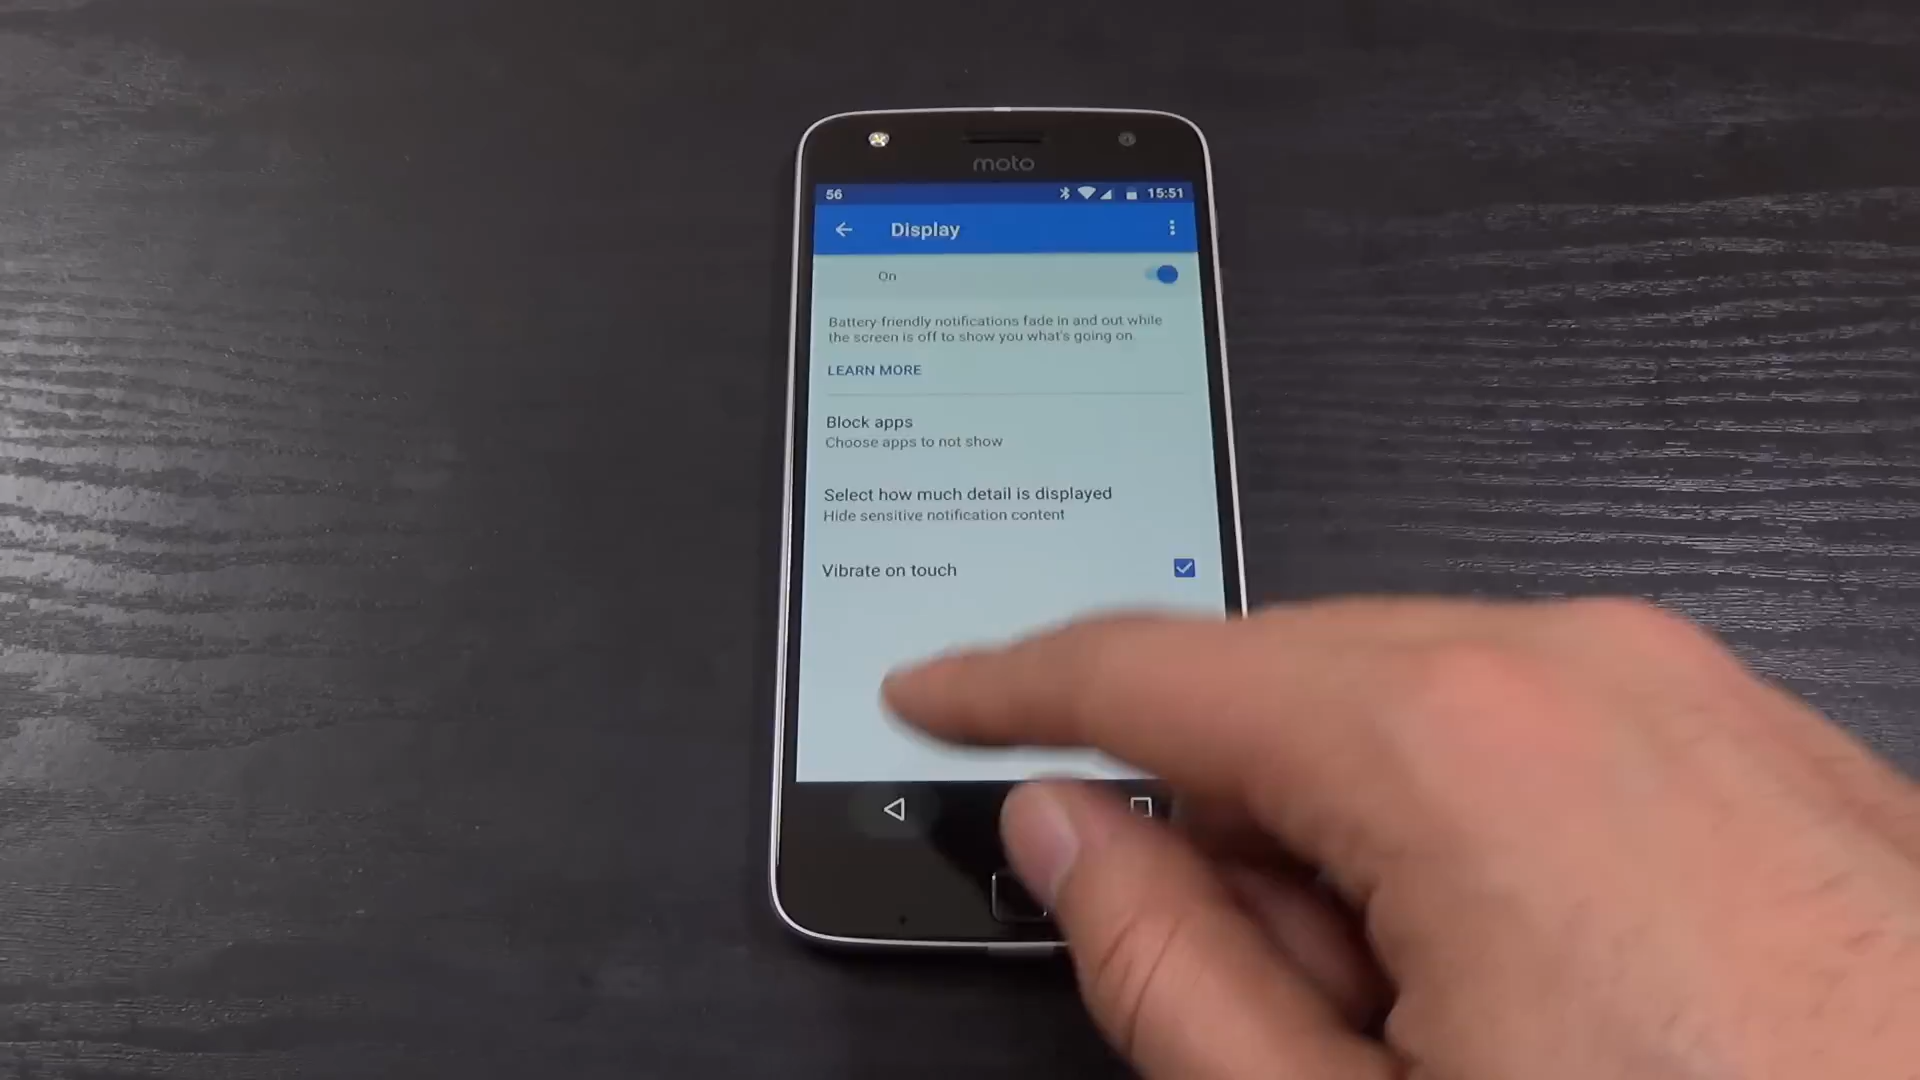 moto
56
15:51
Display
On
Battery-friendly notifications fade in and out while
the screen is off to show you what's going on.
LEARN MORE
Block apps
Choose apps to not show
Select how much detail is displayed
Hide sensitive notification content
Vibrate on touch